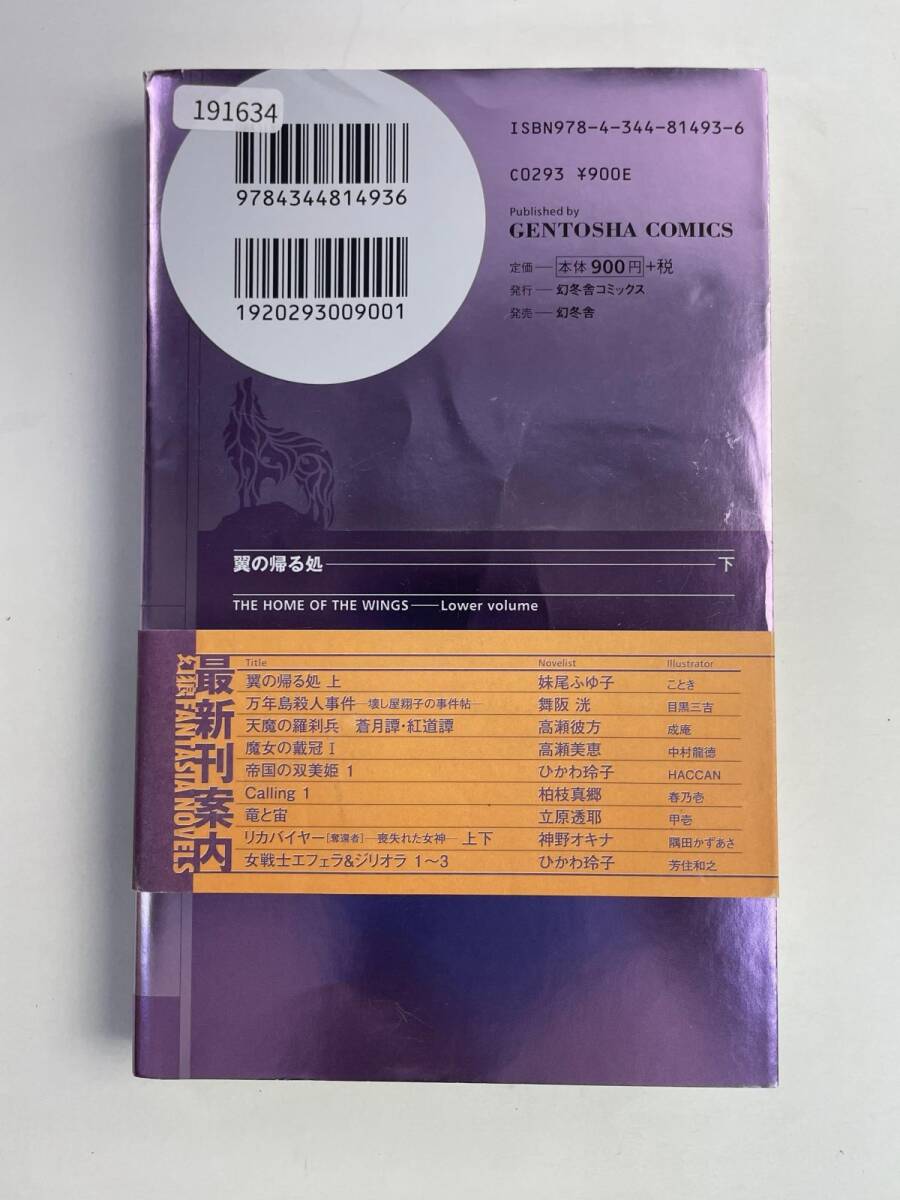 191634
9784344814936
1920293009001
ISBN978-4-344-81493-6
C0293 ¥900E
Published by
GENTOSHA COMICS
定価—本体900円+税
発行—幻冬舎コミックス
発売—幻冬舎
翼の帰る処—下
THE HOME OF THE WINGS—Lower volume
幻狼FANTASIA NOVELS
最新刊案内
Title Novelist Illustrator
翼の帰る処 上 妹尾ふゆ子 ことき
万年島殺人事件—壊し屋翔子の事件帖— 舞阪 洸 目黒三吉
天魔の羅刹兵 蒼月譚・紅道譚 高瀬彼方 成庵
魔女の戴冠 I 高瀬美恵 中村龍徳
帝国の双美姫 1 ひかわ玲子 HACCAN
Calling 1 柏枝真郷 春乃壱
竜と宙 立原透耶 甲壱
リカバイヤー[奪還者]—喪失れた女神— 上下 神野オキナ 隅田かずあさ
女戦士エフェラ&ジリオラ 1〜3 ひかわ玲子 芳住和之